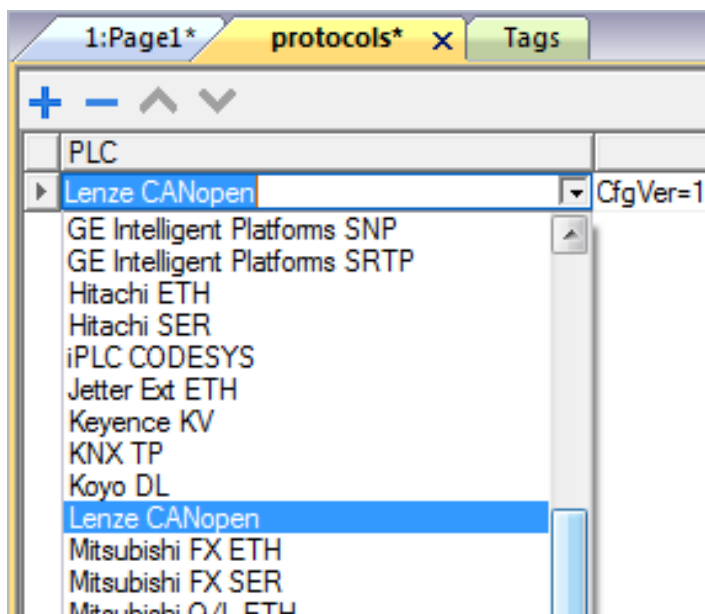 1:Page1* protocols* Tags
PLC
Lenze CANopen CfgVer=1
GE Intelligent Platforms SNP
GE Intelligent Platforms SRTP
Hitachi ETH
Hitachi SER
iPLC CODESYS
Jetter Ext ETH
Keyence KV
KNX TP
Koyo DL
Lenze CANopen
Mitsubishi FX ETH
Mitsubishi FX SER
Mitsubishi Q/L ETH